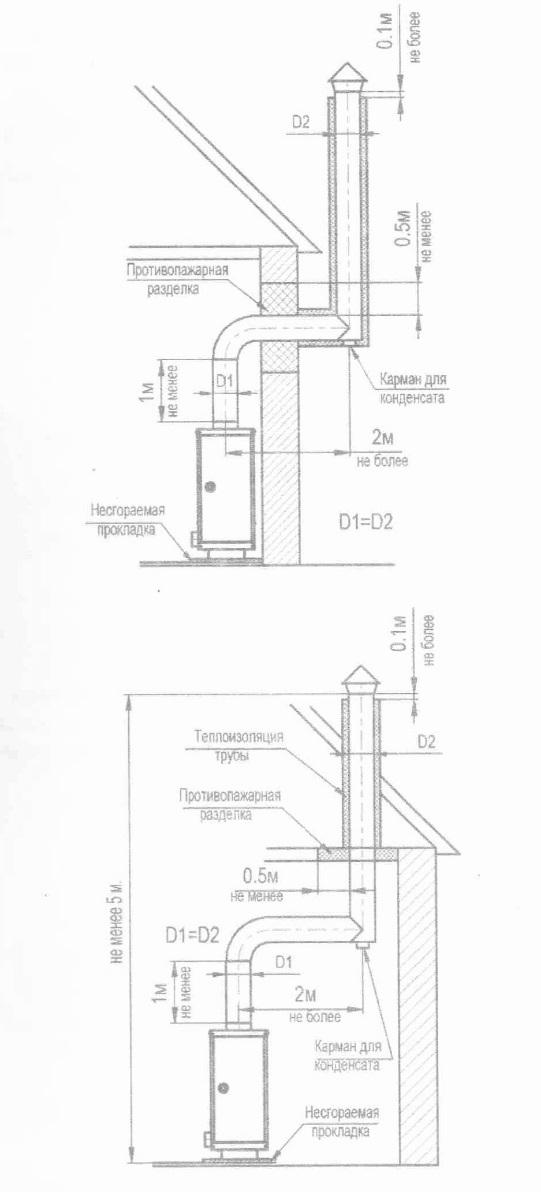 0.1м
не более
D2
0.5м
не менее
Противопажарная
разделка
1м
не менее
D1
Карман для
конденсата
2м
не более
Несгораемая
прокладка
D1=D2
0.1м
не более
Теплоизоляция
трубы
D2
Противопажарная
разделка
0.5м
не менее
не менее 5 м.
D1=D2
D1
1м
не менее
2м
не более
Карман для
конденсата
Несгораемая
прокладка